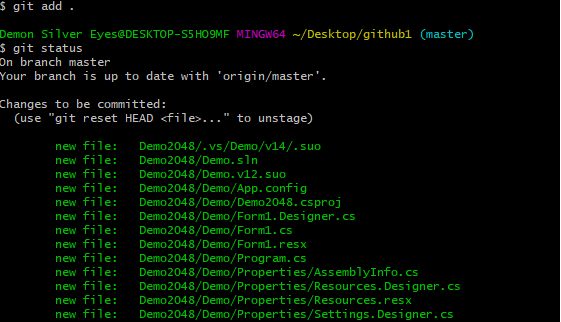 $ git add .
Demon Silver Eyes@DESKTOP-S5HO9MF MINGW64 ~/Desktop/github1 (master)
$ git status
On branch master
Your branch is up to date with 'origin/master'.
Changes to be committed:
(use "git reset HEAD <file>..." to unstage)
new file: Demo2048/.vs/Demo/v14/.suo
new file: Demo2048/Demo.sln
new file: Demo2048/Demo.v12.suo
new file: Demo2048/Demo/App.config
new file: Demo2048/Demo/Demo2048.csproj
new file: Demo2048/Demo/Form1.Designer.cs
new file: Demo2048/Demo/Form1.cs
new file: Demo2048/Demo/Form1.resx
new file: Demo2048/Demo/Program.cs
new file: Demo2048/Demo/Properties/AssemblyInfo.cs
new file: Demo2048/Demo/Properties/Resources.Designer.cs
new file: Demo2048/Demo/Properties/Resources.resx
new file: Demo2048/Demo/Properties/Settings.Designer.cs